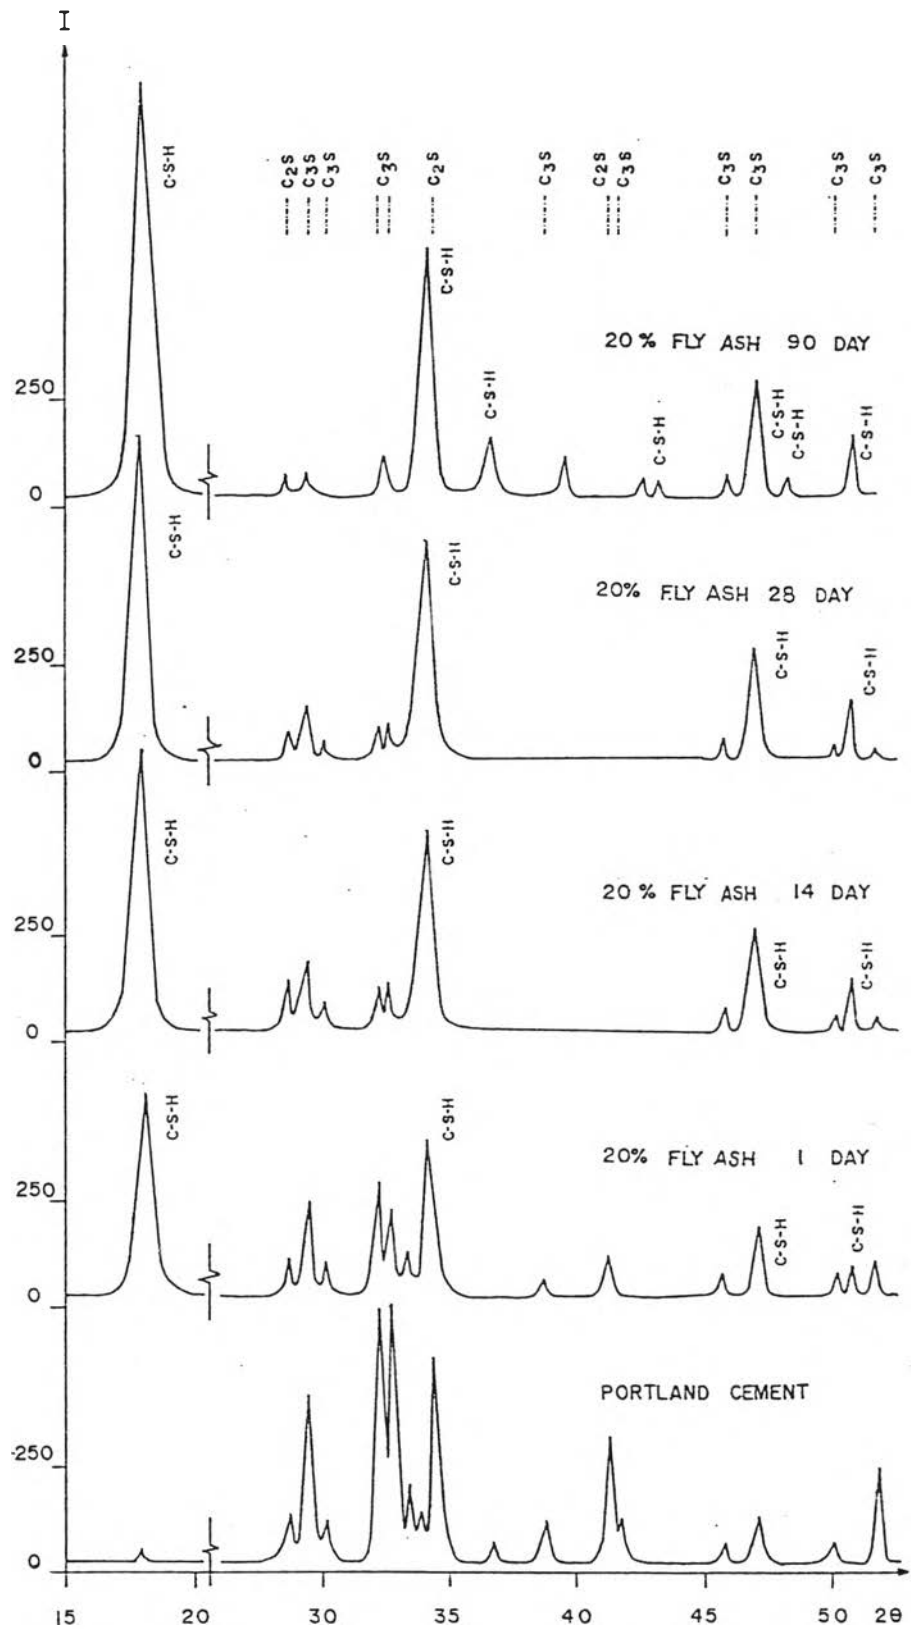 I
C-S-H
C₂S
C₃S
C₃S
C₃S
C₂S
C₃S
C₂S
C₃S
C₃S
C₃S
C₃S
C₃S
C-S-H
20% FLY ASH 90 DAY
250
C-S-H
C-S-H
C-S-H
C-S-H
C-S-H
0
C-S-H
C-S-H
20% FLY ASH 28 DAY
250
C-S-H
C-S-H
0
C-S-H
C-S-H
20% FLY ASH 14 DAY
250
C-S-H
C-S-H
0
C-S-H
C-S-H
20% FLY ASH 1 DAY
250
C-S-H
C-S-H
0
PORTLAND CEMENT
250
0
15 20 30 35 40 45 50 2θ